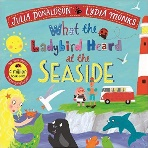 JULIA DONALDSON * LYDIA MONKS
What the
Ladybird Heard
at the
SEASIDE